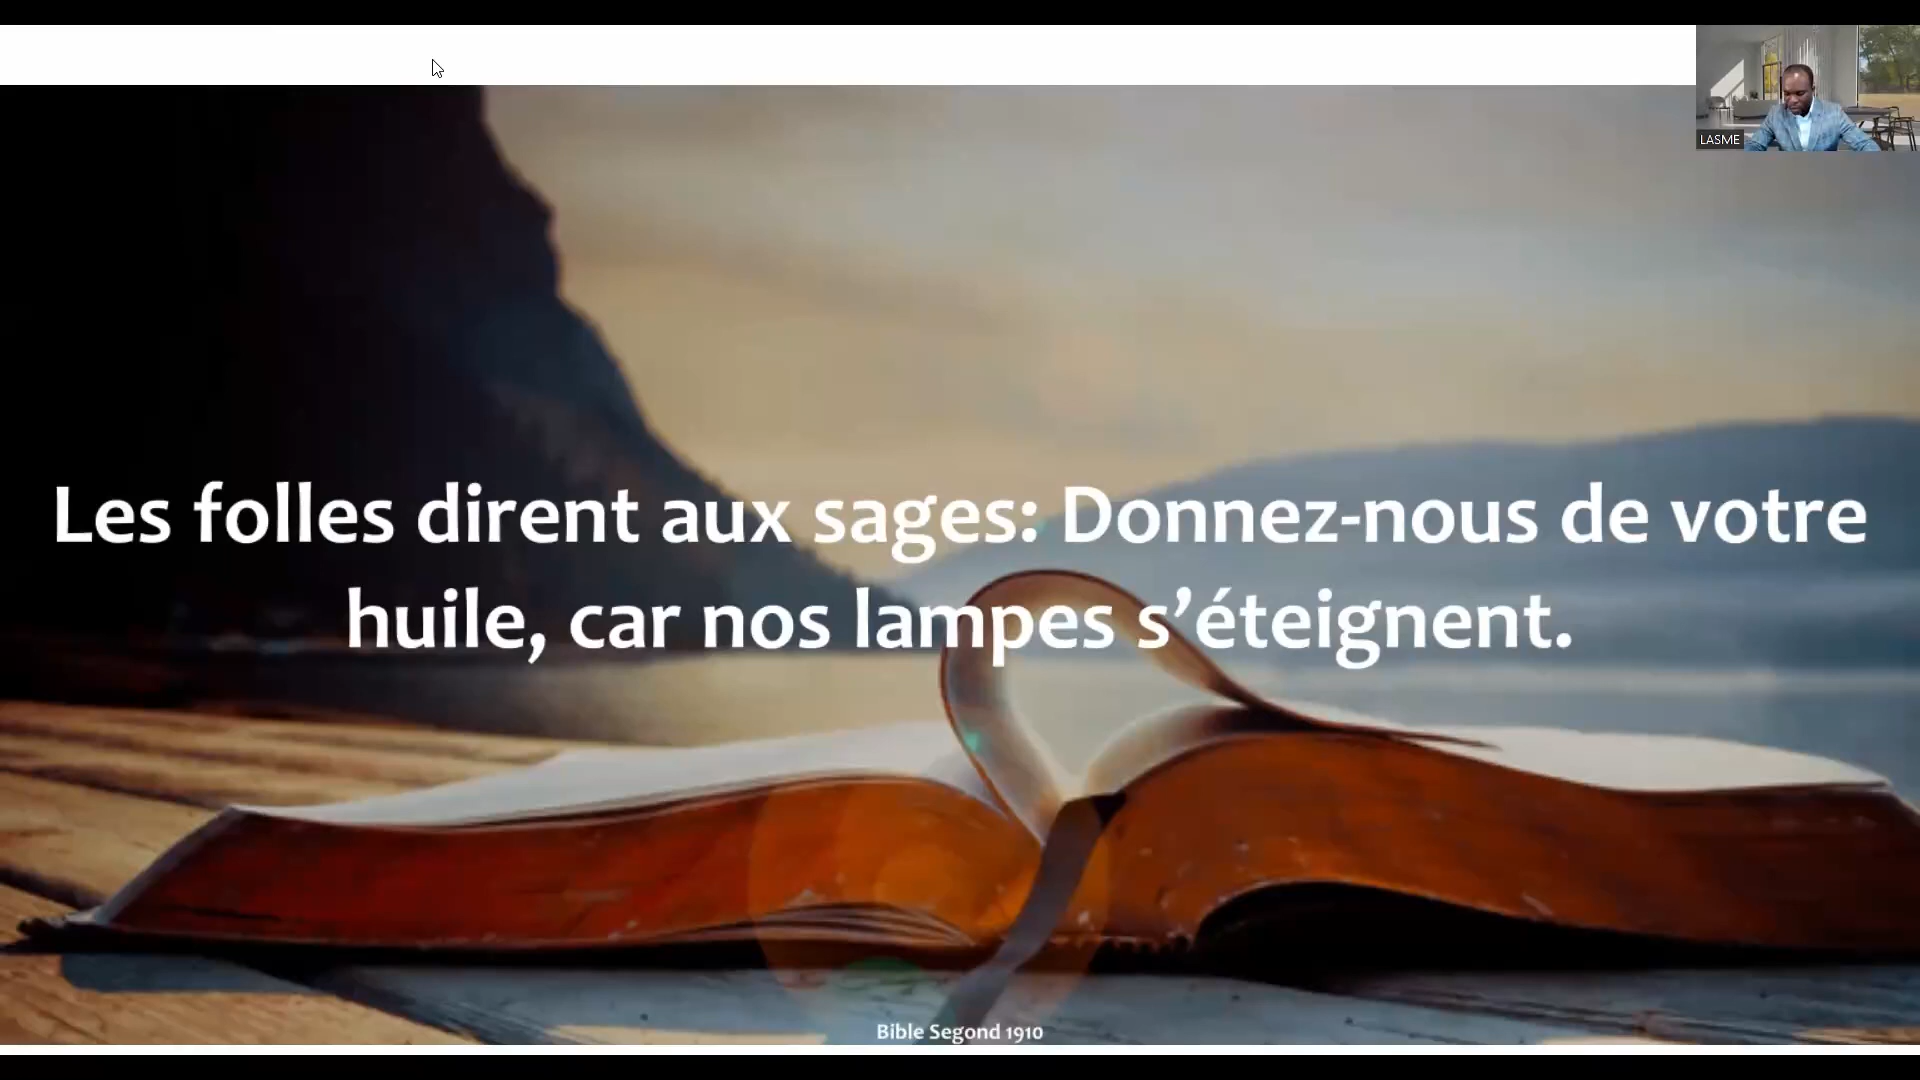 LASME
Les folles dirent aux sages: Donnez-nous de votre
huile, car nos lampes s’éteignent.
Bible Segond 1910